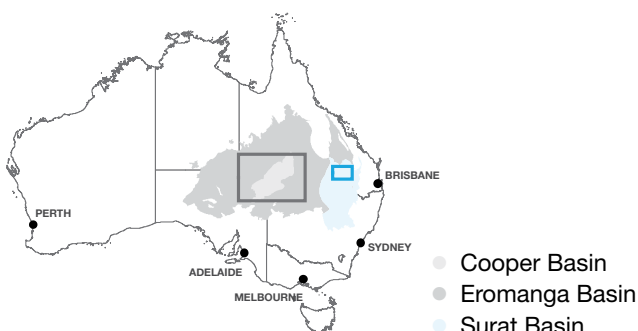 BRISBANE
PERTH
SYDNEY
ADELAIDE
MELBOURNE
Cooper Basin
Eromanga Basin
Surat Basin